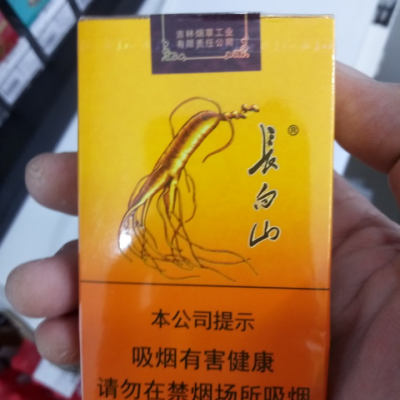 吉林烟草工业
有限责任公司
长白山®
本公司提示
吸烟有害健康
请勿在禁烟场所吸烟